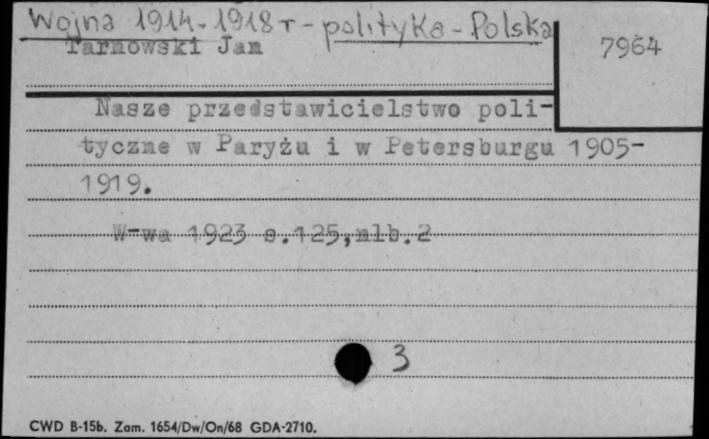 Wojna 1914-1918 r - polityka - Polska
Tarnowski Jan
7964
Nasze przedstawicielstwo poli-
tyczne w Paryżu i w Petersburgu 1905-
1919.
W-wa 1923 s.125,nlb.2
3
CWD B-15b. Zam. 1654/Dw/On/68 GDA-2710.